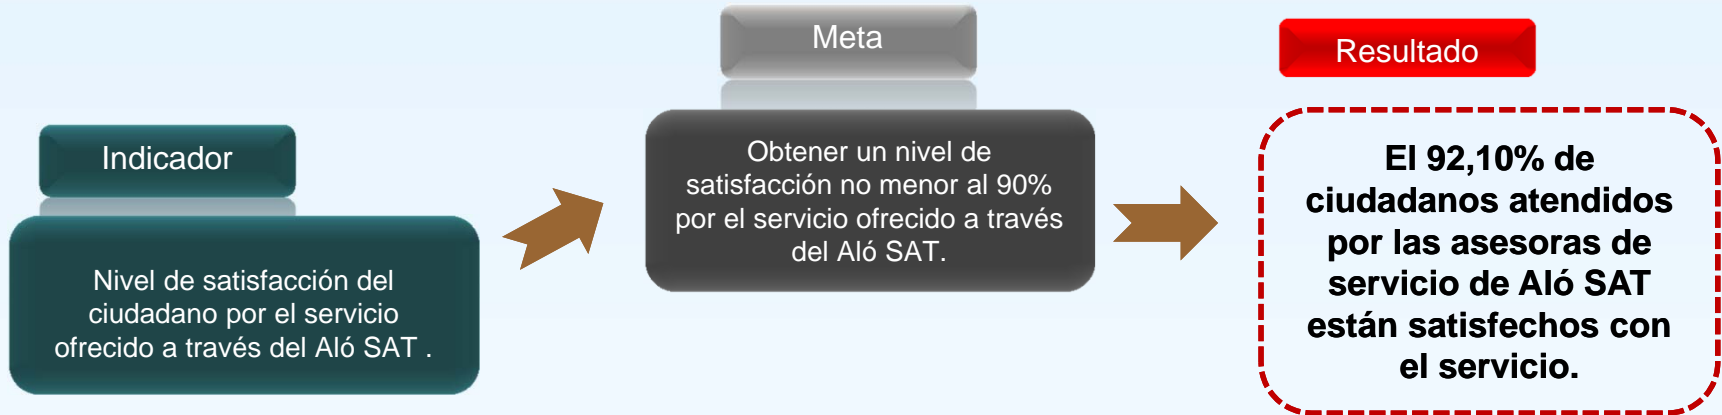 Indicador
Nivel de satisfacción del
ciudadano por el servicio
ofrecido a través del Aló SAT .
Meta
Obtener un nivel de
satisfacción no menor al 90%
por el servicio ofrecido a través
del Aló SAT.
Resultado
El 92,10% de
ciudadanos atendidos
por las asesoras de
servicio de Aló SAT
están satisfechos con
el servicio.